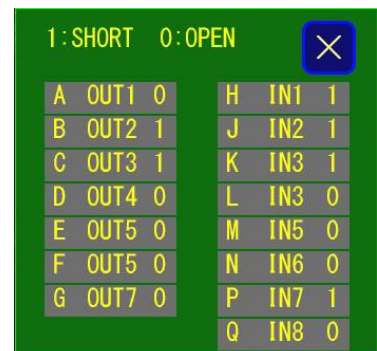 1:SHORT 0:OPEN
A OUT1 0
B OUT2 1
C OUT3 1
D OUT4 0
E OUT5 0
F OUT5 0
G OUT7 0
H IN1 1
J IN2 1
K IN3 1
L IN3 0
M IN5 0
N IN6 0
P IN7 1
Q IN8 0